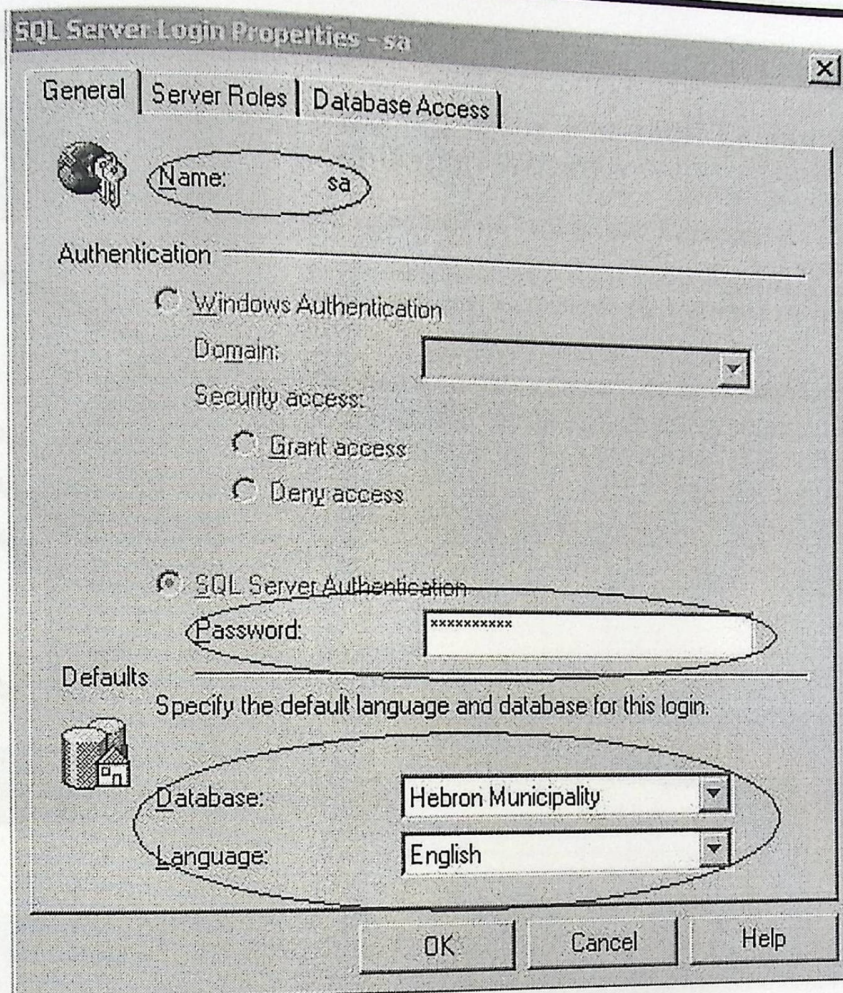 SQL Server Login Properties - sa
General Server Roles Database Access
Name: sa
Authentication
Windows Authentication
Domain:
Security access:
Grant access
Deny access
SQL Server Authentication
Password: **********
Defaults
Specify the default language and database for this login.
Database: Hebron Municipality
Language: English
OK Cancel Help